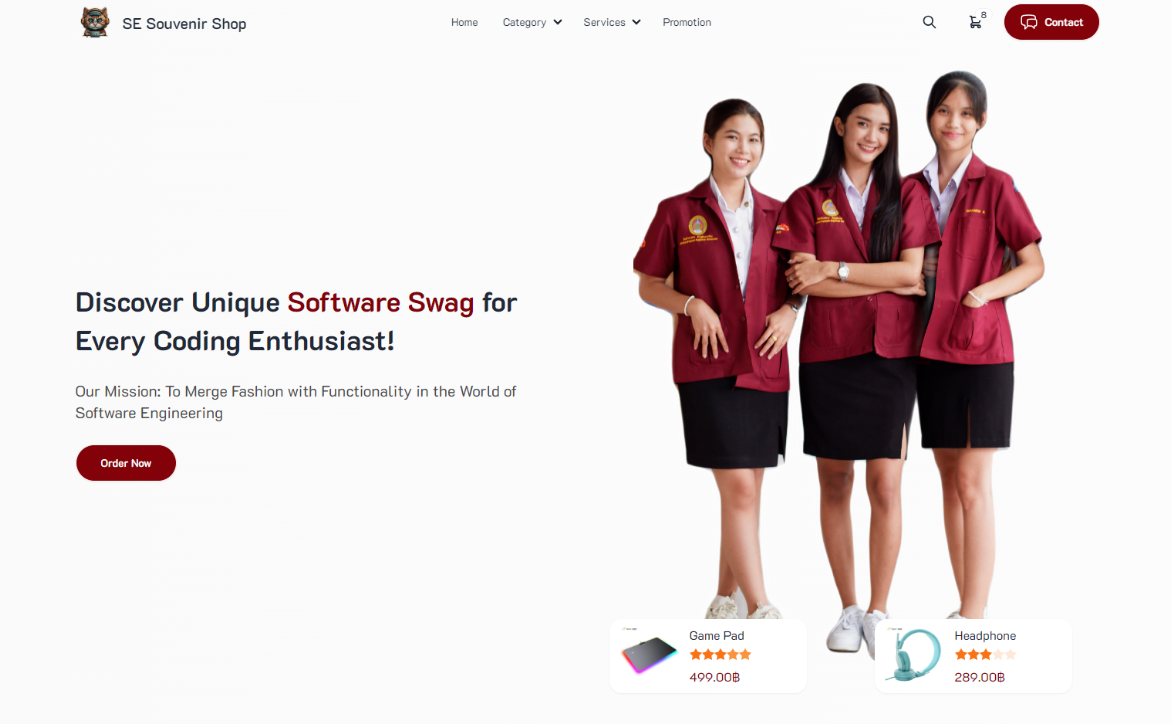 SE Souvenir Shop
Home
Category
Services
Promotion
8
Contact
Discover Unique Software Swag for
Every Coding Enthusiast!
Our Mission: To Merge Fashion with Functionality in the World of
Software Engineering
Order Now
Game Pad
499.00฿
Headphone
289.00฿